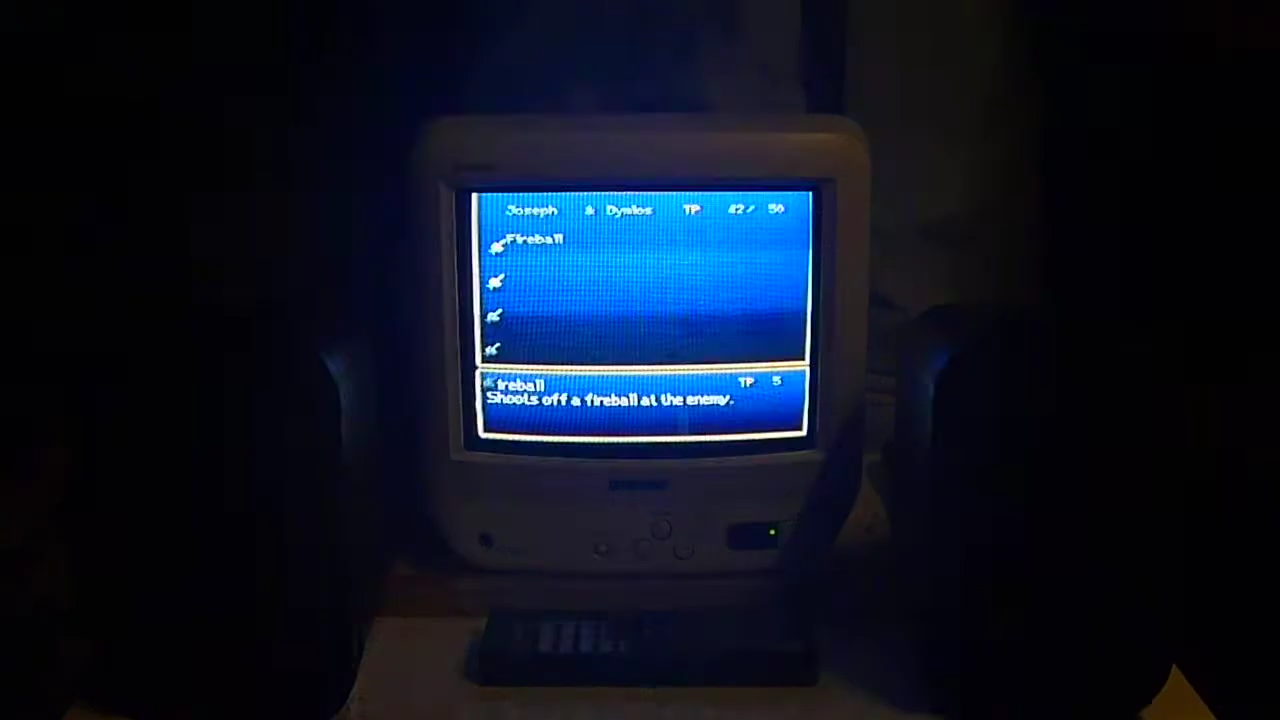 Joseph & Dymlos TP 42/ 50
Fireball
Fireball TP 5
Shoots off a fireball at the enemy.